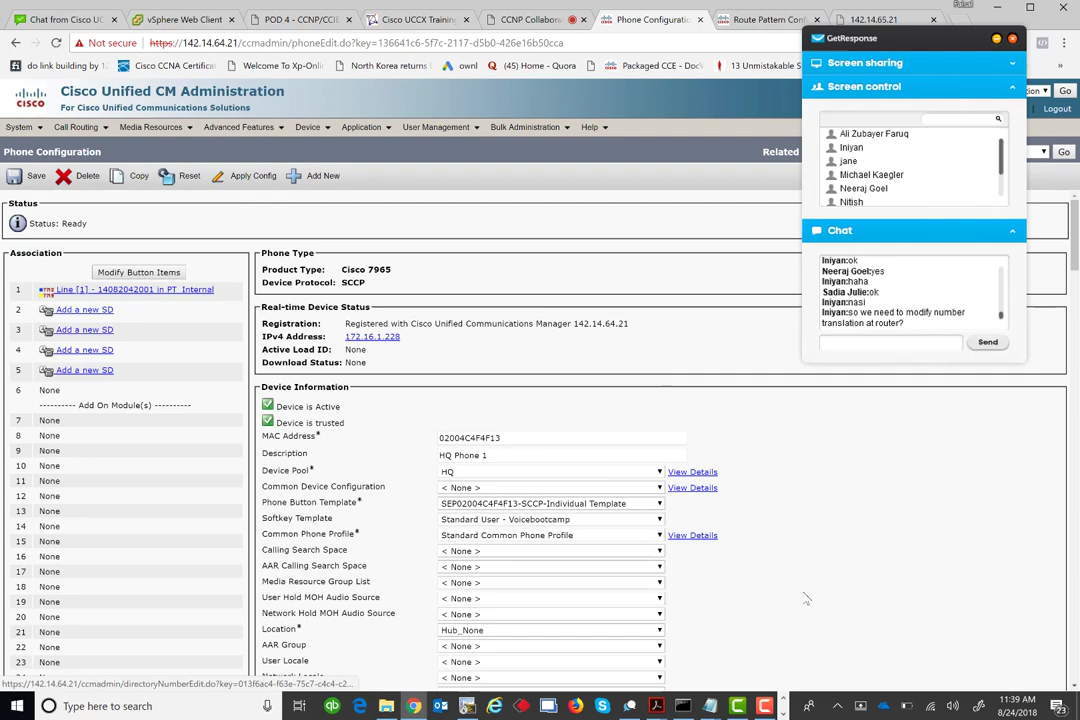 Faisal
Chat from Cisco UC
vSphere Web Client
POD 4 - CCNP/CCIE
Cisco UCCX Training
CCNP Collabora
Phone Configuratio
Route Pattern Conf
142.14.65.21
Not secure
https://142.14.64.21/ccmadmin/phoneEdit.do?key=136641c6-5f7c-2117-d5b0-426e16b50cca
do link building by 1
Cisco CCNA Certifica
Welcome To Xp-Onli
North Korea returns
ownl
(45) Home - Quora
Packaged CCE - Doc
13 Unmistakable S
Cisco Unified CM Administration
For Cisco Unified Communications Solutions
CISCO
Go
Logout
System
Call Routing
Media Resources
Advanced Features
Device
Application
User Management
Bulk Administration
Help
Phone Configuration
Related
Go
Save
Delete
Copy
Reset
Apply Config
Add New
Status
Status: Ready
Association
Modify Button Items
1 Line [1] - 14082042001 in PT_Internal
2 Add a new SD
3 Add a new SD
4 Add a new SD
5 Add a new SD
6 None
---------- Add On Module(s) ----------
7 None
8 None
9 None
10 None
11 None
12 None
13 None
14 None
15 None
16 None
17 None
18 None
19 None
20 None
21 None
22 None
23 None
Phone Type
Product Type: Cisco 7965
Device Protocol: SCCP
Real-time Device Status
Registration: Registered with Cisco Unified Communications Manager 142.14.64.21
IPv4 Address: 172.16.1.228
Active Load ID: None
Download Status: None
Device Information
Device is Active
Device is trusted
MAC Address* 02004C4F4F13
Description HQ Phone 1
Device Pool* HQ View Details
Common Device Configuration < None > View Details
Phone Button Template* SEP02004C4F4F13-SCCP-Individual Template
Softkey Template Standard User - Voicebootcamp
Common Phone Profile* Standard Common Phone Profile View Details
Calling Search Space < None >
AAR Calling Search Space < None >
Media Resource Group List < None >
User Hold MOH Audio Source < None >
Network Hold MOH Audio Source < None >
Location* Hub_None
AAR Group < None >
User Locale < None >
Network Locale < None >
GetResponse
Screen sharing
Screen control
Ali Zubayer Faruq
Iniyan
jane
Michael Kaegler
Neeraj Goel
Nitish
Chat
Iniyan:ok
Neeraj Goel:yes
Iniyan:haha
Sadia Julie:ok
Iniyan:nasi
Iniyan:so we need to modify number
translation at router?
Send
https://142.14.64.21/ccmadmin/directoryNumberEdit.do?key=013f6ac4-f63e-75c7-c4c4-c2...
Type here to search
11:39 AM
8/24/2018
23